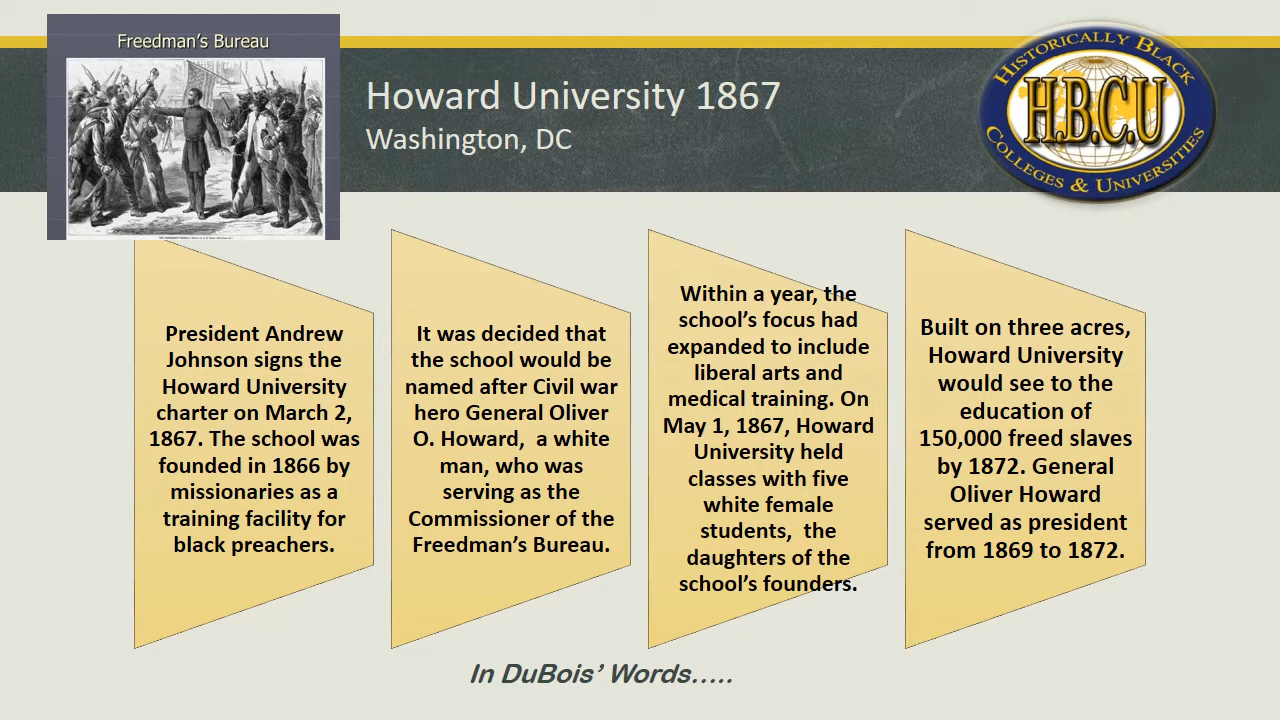 Freedman’s Bureau
Howard University 1867
Washington, DC
HISTORICALLY BLACK
H.B.C.U
COLLEGES & UNIVERSITIES
President Andrew
Johnson signs the
Howard University
charter on March 2,
1867. The school was
founded in 1866 by
missionaries as a
training facility for
black preachers.
It was decided that
the school would be
named after Civil war
hero General Oliver
O. Howard,  a white
man, who was
serving as the
Commissioner of the
Freedman’s Bureau.
Within a year, the
school’s focus had
expanded to include
liberal arts and
medical training. On
May 1, 1867, Howard
University held
classes with five
white female
students,  the
daughters of the
school’s founders.
Built on three acres,
Howard University
would see to the
education of
150,000 freed slaves
by 1872. General
Oliver Howard
served as president
from 1869 to 1872.
In DuBois’ Words…..